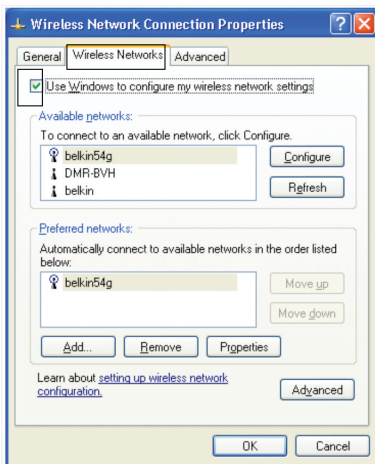 Wireless Network Connection Properties
General Wireless Networks Advanced
Use Windows to configure my wireless network settings
Available networks:
To connect to an available network, click Configure.
belkin54g
DMR-BVH
belkin
Configure
Refresh
Preferred networks:
Automatically connect to available networks in the order listed
below:
belkin54g
Move up
Move down
Add... Remove Properties
Learn about setting up wireless network
configuration.
Advanced
OK Cancel